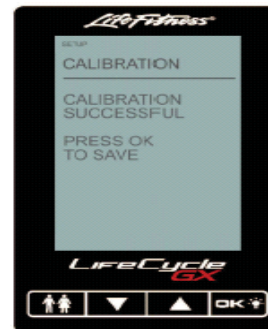 LifeFitness
SETUP
CALIBRATION
CALIBRATION
SUCCESSFUL
PRESS OK
TO SAVE
LifeCycle
GX
OK